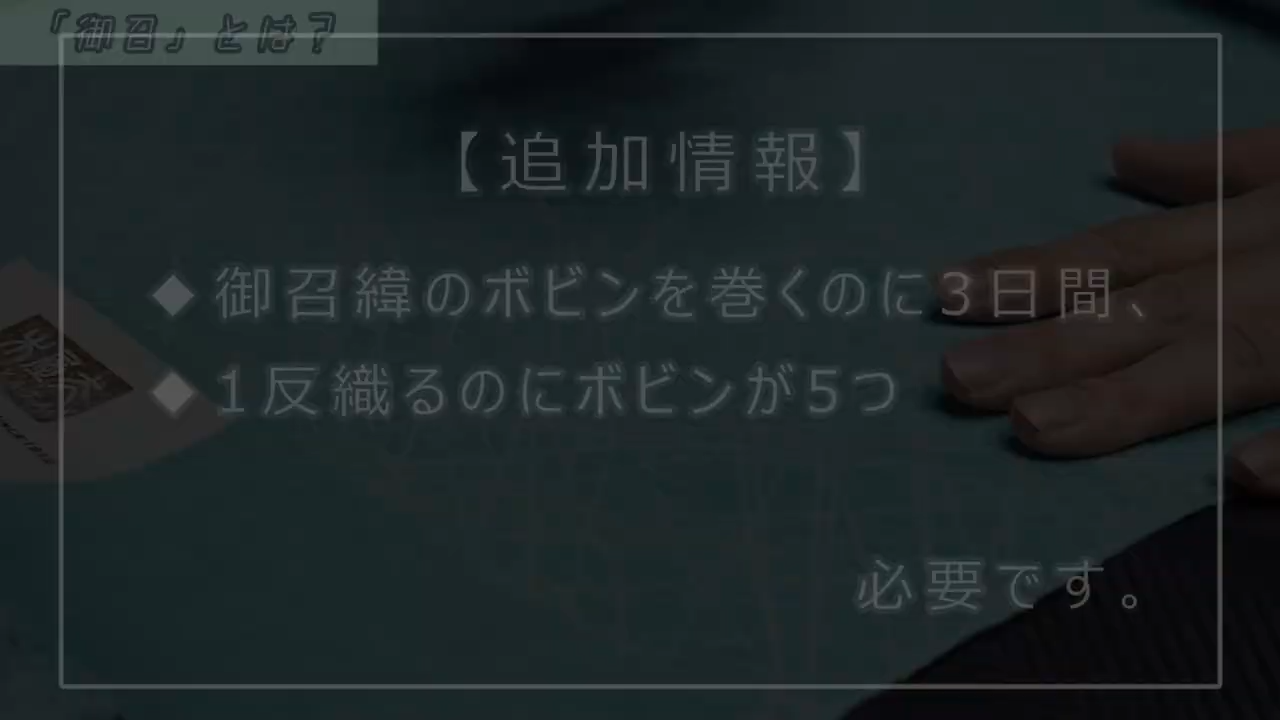 「御召」とは？
【追加情報】
◆御召緯のボビンを巻くのに3日間、
◆1反織るのにボビンが5つ
必要です。